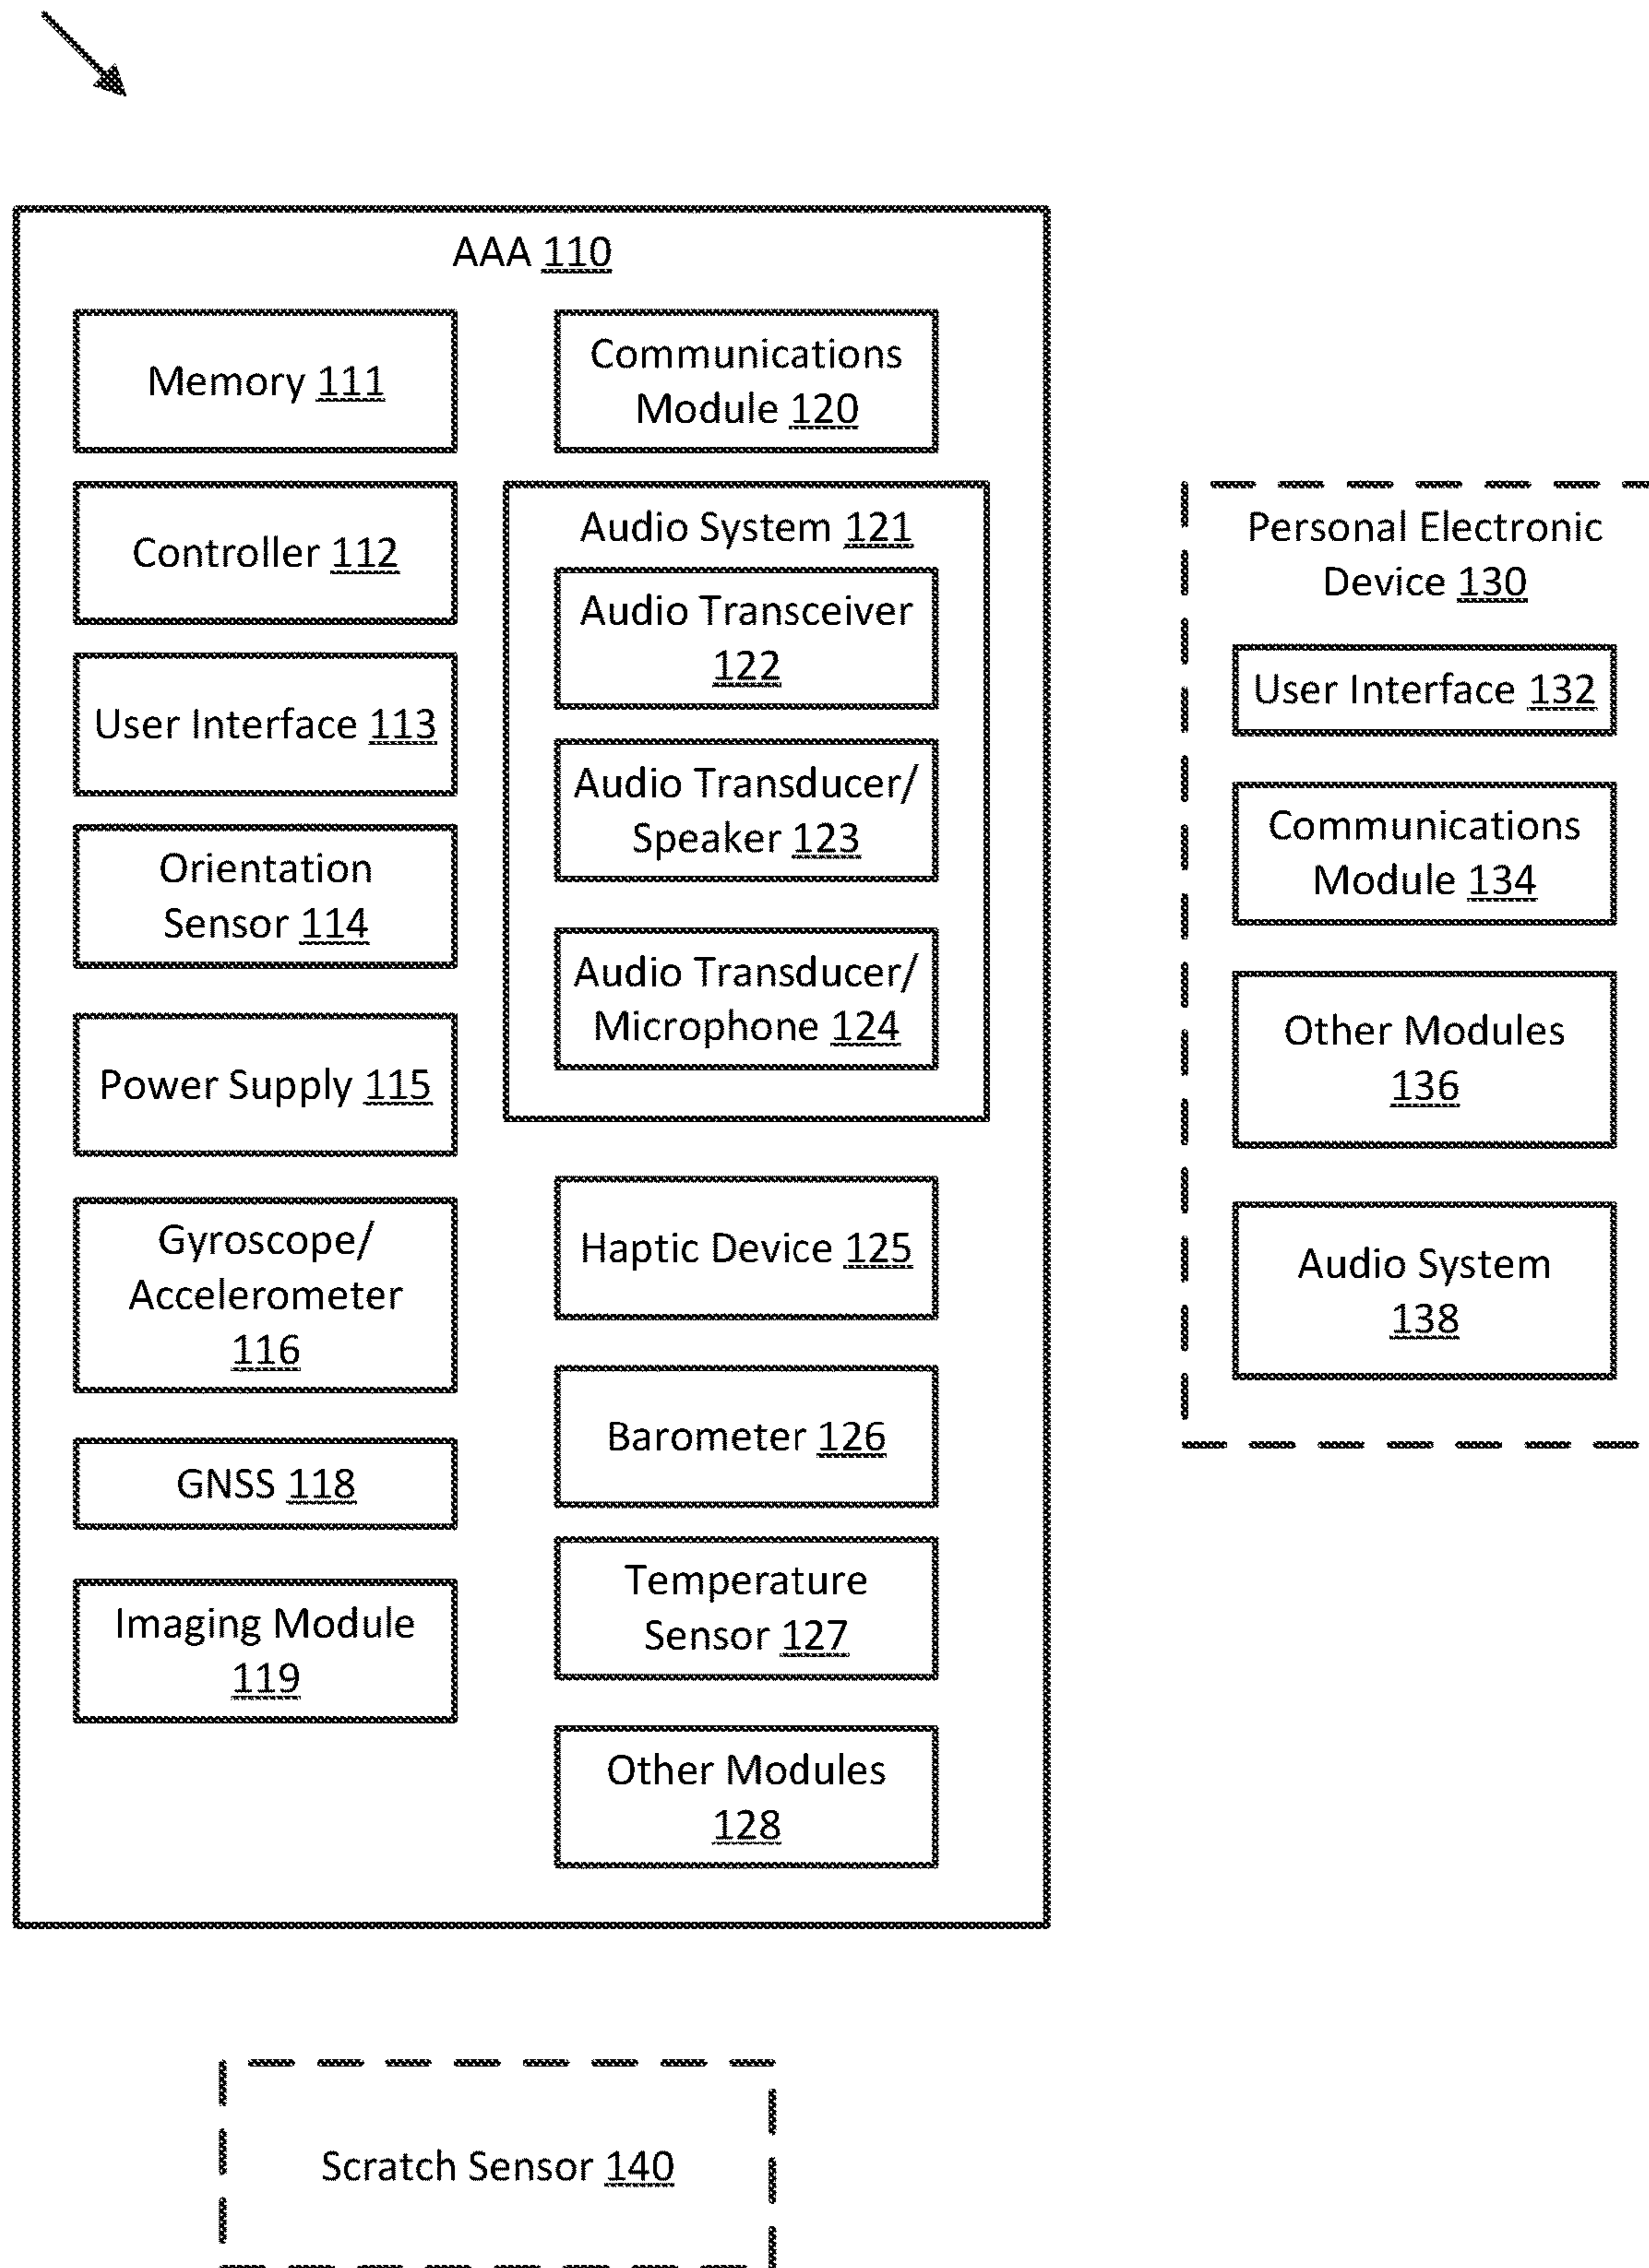 AAA 110
Memory 111
Controller 112
User Interface 113
Orientation
Sensor 114
Power Supply 115
Gyroscope/
Accelerometer
116
GNSS 118
Imaging Module
119
Communications
Module 120
Audio System 121
Audio Transceiver
122
Audio Transducer/
Speaker 123
Audio Transducer/
Microphone 124
Haptic Device 125
Barometer 126
Temperature
Sensor 127
Other Modules
128
Personal Electronic
Device 130
User Interface 132
Communications
Module 134
Other Modules
136
Audio System
138
Scratch Sensor 140